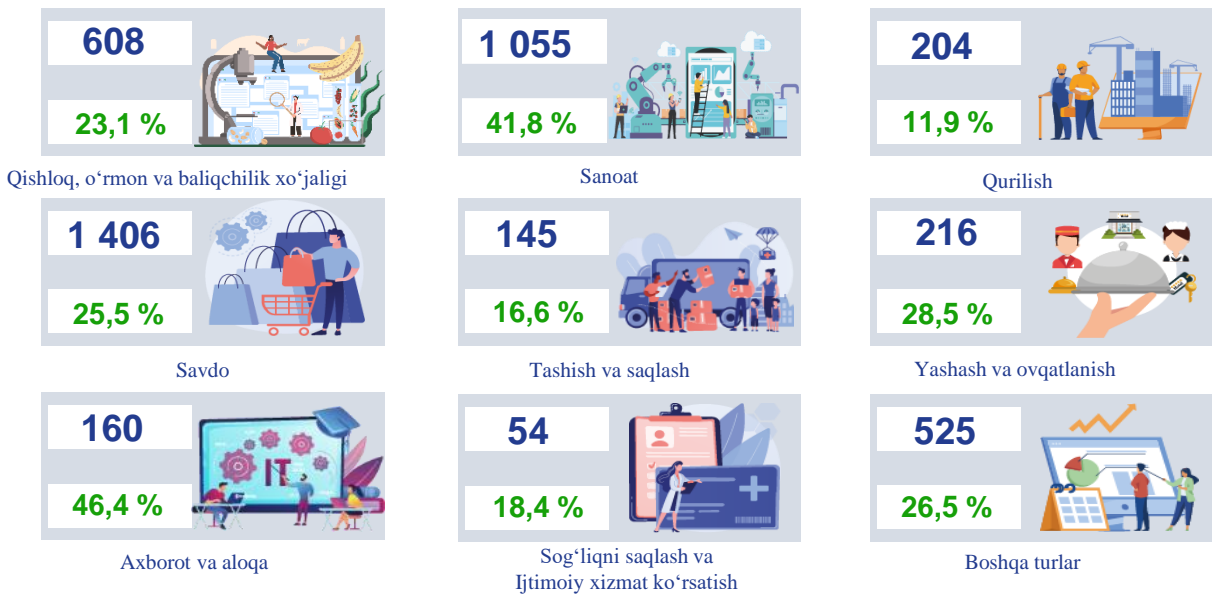 608
23,1 %
Qishloq, o‘rmon va baliqchilik xo‘jaligi
1 055
41,8 %
Sanoat
204
11,9 %
Qurilish
1 406
25,5 %
Savdo
145
16,6 %
Tashish va saqlash
216
28,5 %
Yashash va ovqatlanish
160
46,4 %
IT
Axborot va aloqa
54
18,4 %
Sog‘liqni saqlash va
Ijtimoiy xizmat ko‘rsatish
525
26,5 %
Boshqa turlar